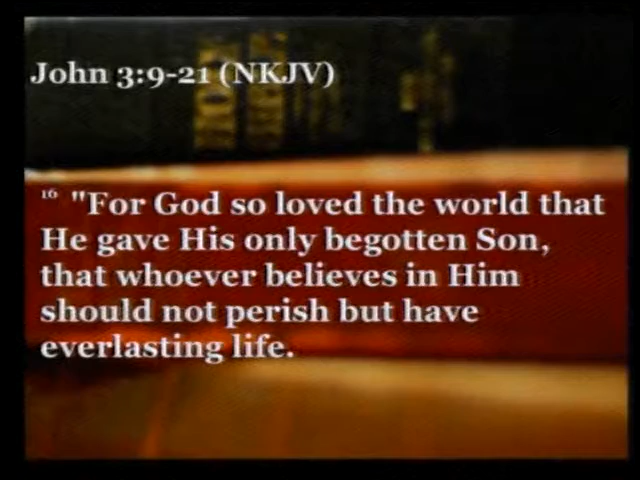 John 3:9-21 (NKJV)
16 "For God so loved the world that
He gave His only begotten Son,
that whoever believes in Him
should not perish but have
everlasting life.